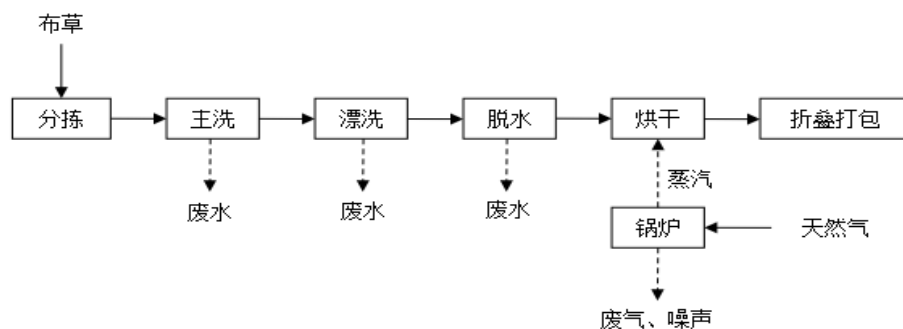 布草
分拣
主洗
漂洗
脱水
烘干
折叠打包
废水
废水
废水
蒸汽
锅炉
天然气
废气、噪声